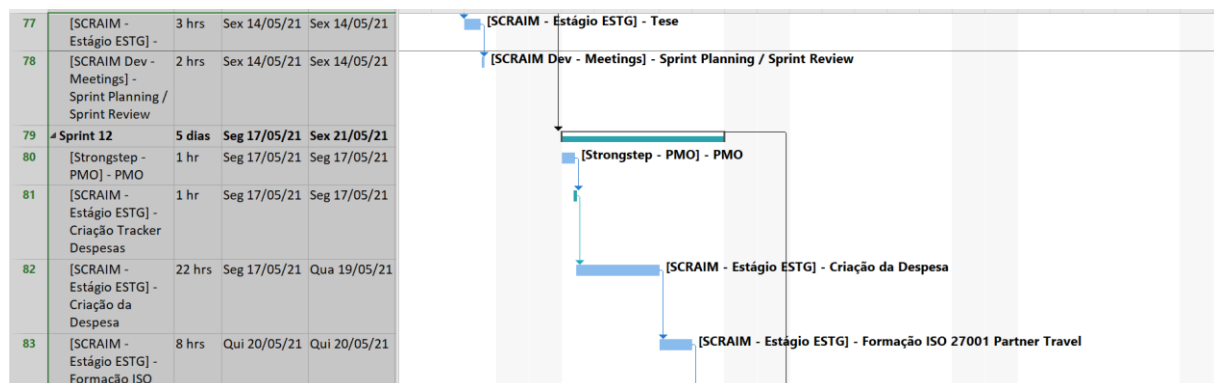 77 [SCRAIM - 3 hrs Sex 14/05/21 Sex 14/05/21 [SCRAIM - Estágio ESTG] - Tese
Estágio ESTG] -
78 [SCRAIM Dev - 2 hrs Sex 14/05/21 Sex 14/05/21 [SCRAIM Dev - Meetings] - Sprint Planning / Sprint Review
Meetings] -
Sprint Planning /
Sprint Review
79 Sprint 12 5 dias Seg 17/05/21 Sex 21/05/21
80 [Strongstep - 1 hr Seg 17/05/21 Seg 17/05/21 [Strongstep - PMO] - PMO
PMO] - PMO
81 [SCRAIM - 1 hr Seg 17/05/21 Seg 17/05/21
Estágio ESTG] -
Criação Tracker
Despesas
82 [SCRAIM - 22 hrs Seg 17/05/21 Qua 19/05/21 [SCRAIM - Estágio ESTG] - Criação da Despesa
Estágio ESTG] -
Criação da
Despesa
83 [SCRAIM - 8 hrs Qui 20/05/21 Qui 20/05/21 [SCRAIM - Estágio ESTG] - Formação ISO 27001 Partner Travel
Estágio ESTG] -
Formação ISO